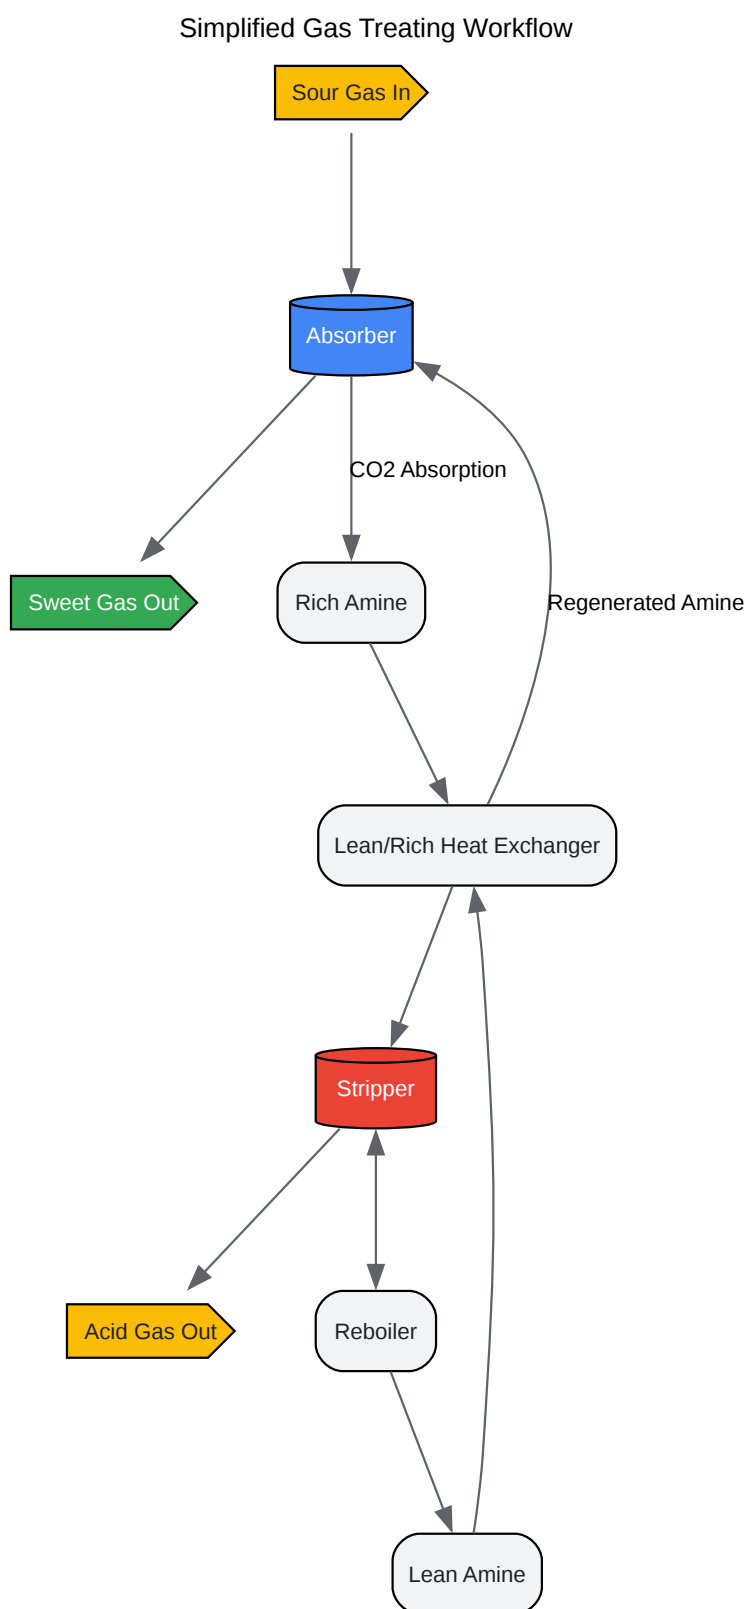 Simplified Gas Treating Workflow
Sour Gas In
Absorber
CO2 Absorption
Sweet Gas Out
Rich Amine
Regenerated Amine
Lean/Rich Heat Exchanger
Stripper
Acid Gas Out
Reboiler
Lean Amine